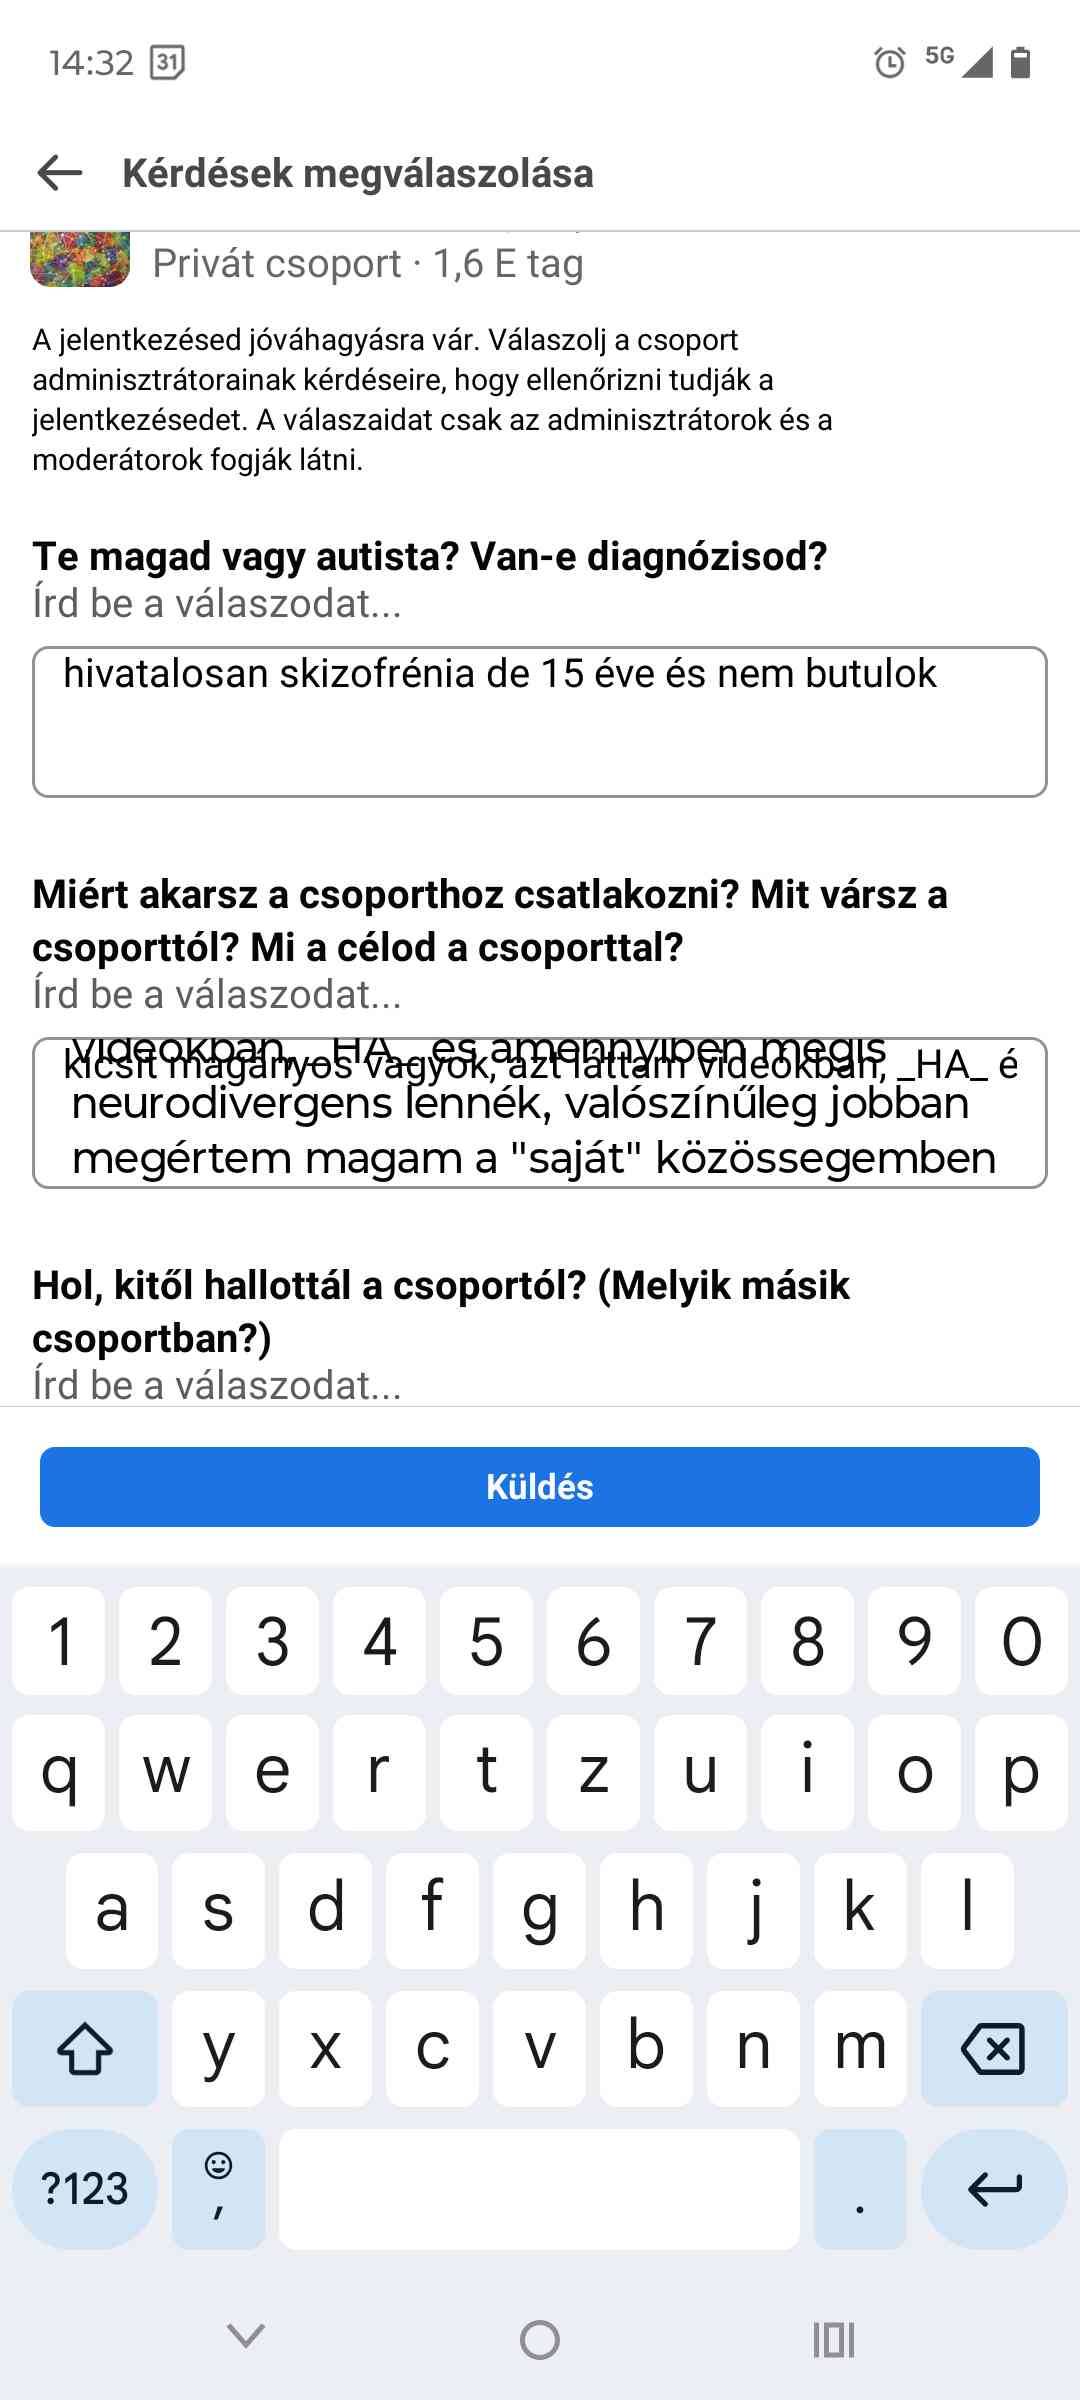 14:32 31 5G
Kérdések megválaszolása
Privát csoport · 1,6 E tag
A jelentkezésed jóváhagyásra vár. Válaszolj a csoport
adminisztrátorainak kérdéseire, hogy ellenőrizni tudják a
jelentkezésedet. A válaszaidat csak az adminisztrátorok és a
moderátorok fogják látni.
Te magad vagy autista? Van-e diagnózisod?
Írd be a válaszodat...
hivatalosan skizofrénia de 15 éve és nem butulok
Miért akarsz a csoporthoz csatlakozni? Mit vársz a
csoporttól? Mi a célod a csoporttal?
Írd be a válaszodat...
videókban, _HA_ és amennyiben mégis
kicsit magányos vagyok, azt láttam videókban, _HA_ é
neurodivergens lennék, valószínűleg jobban
megértem magam a "saját" közössegemben
Hol, kitől hallottál a csoportól? (Melyik másik
csoportban?)
Írd be a válaszodat...
Küldés
1 2 3 4 5 6 7 8 9 0
q w e r t z u i o p
a s d f g h j k l
y x c v b n m
?123 , .